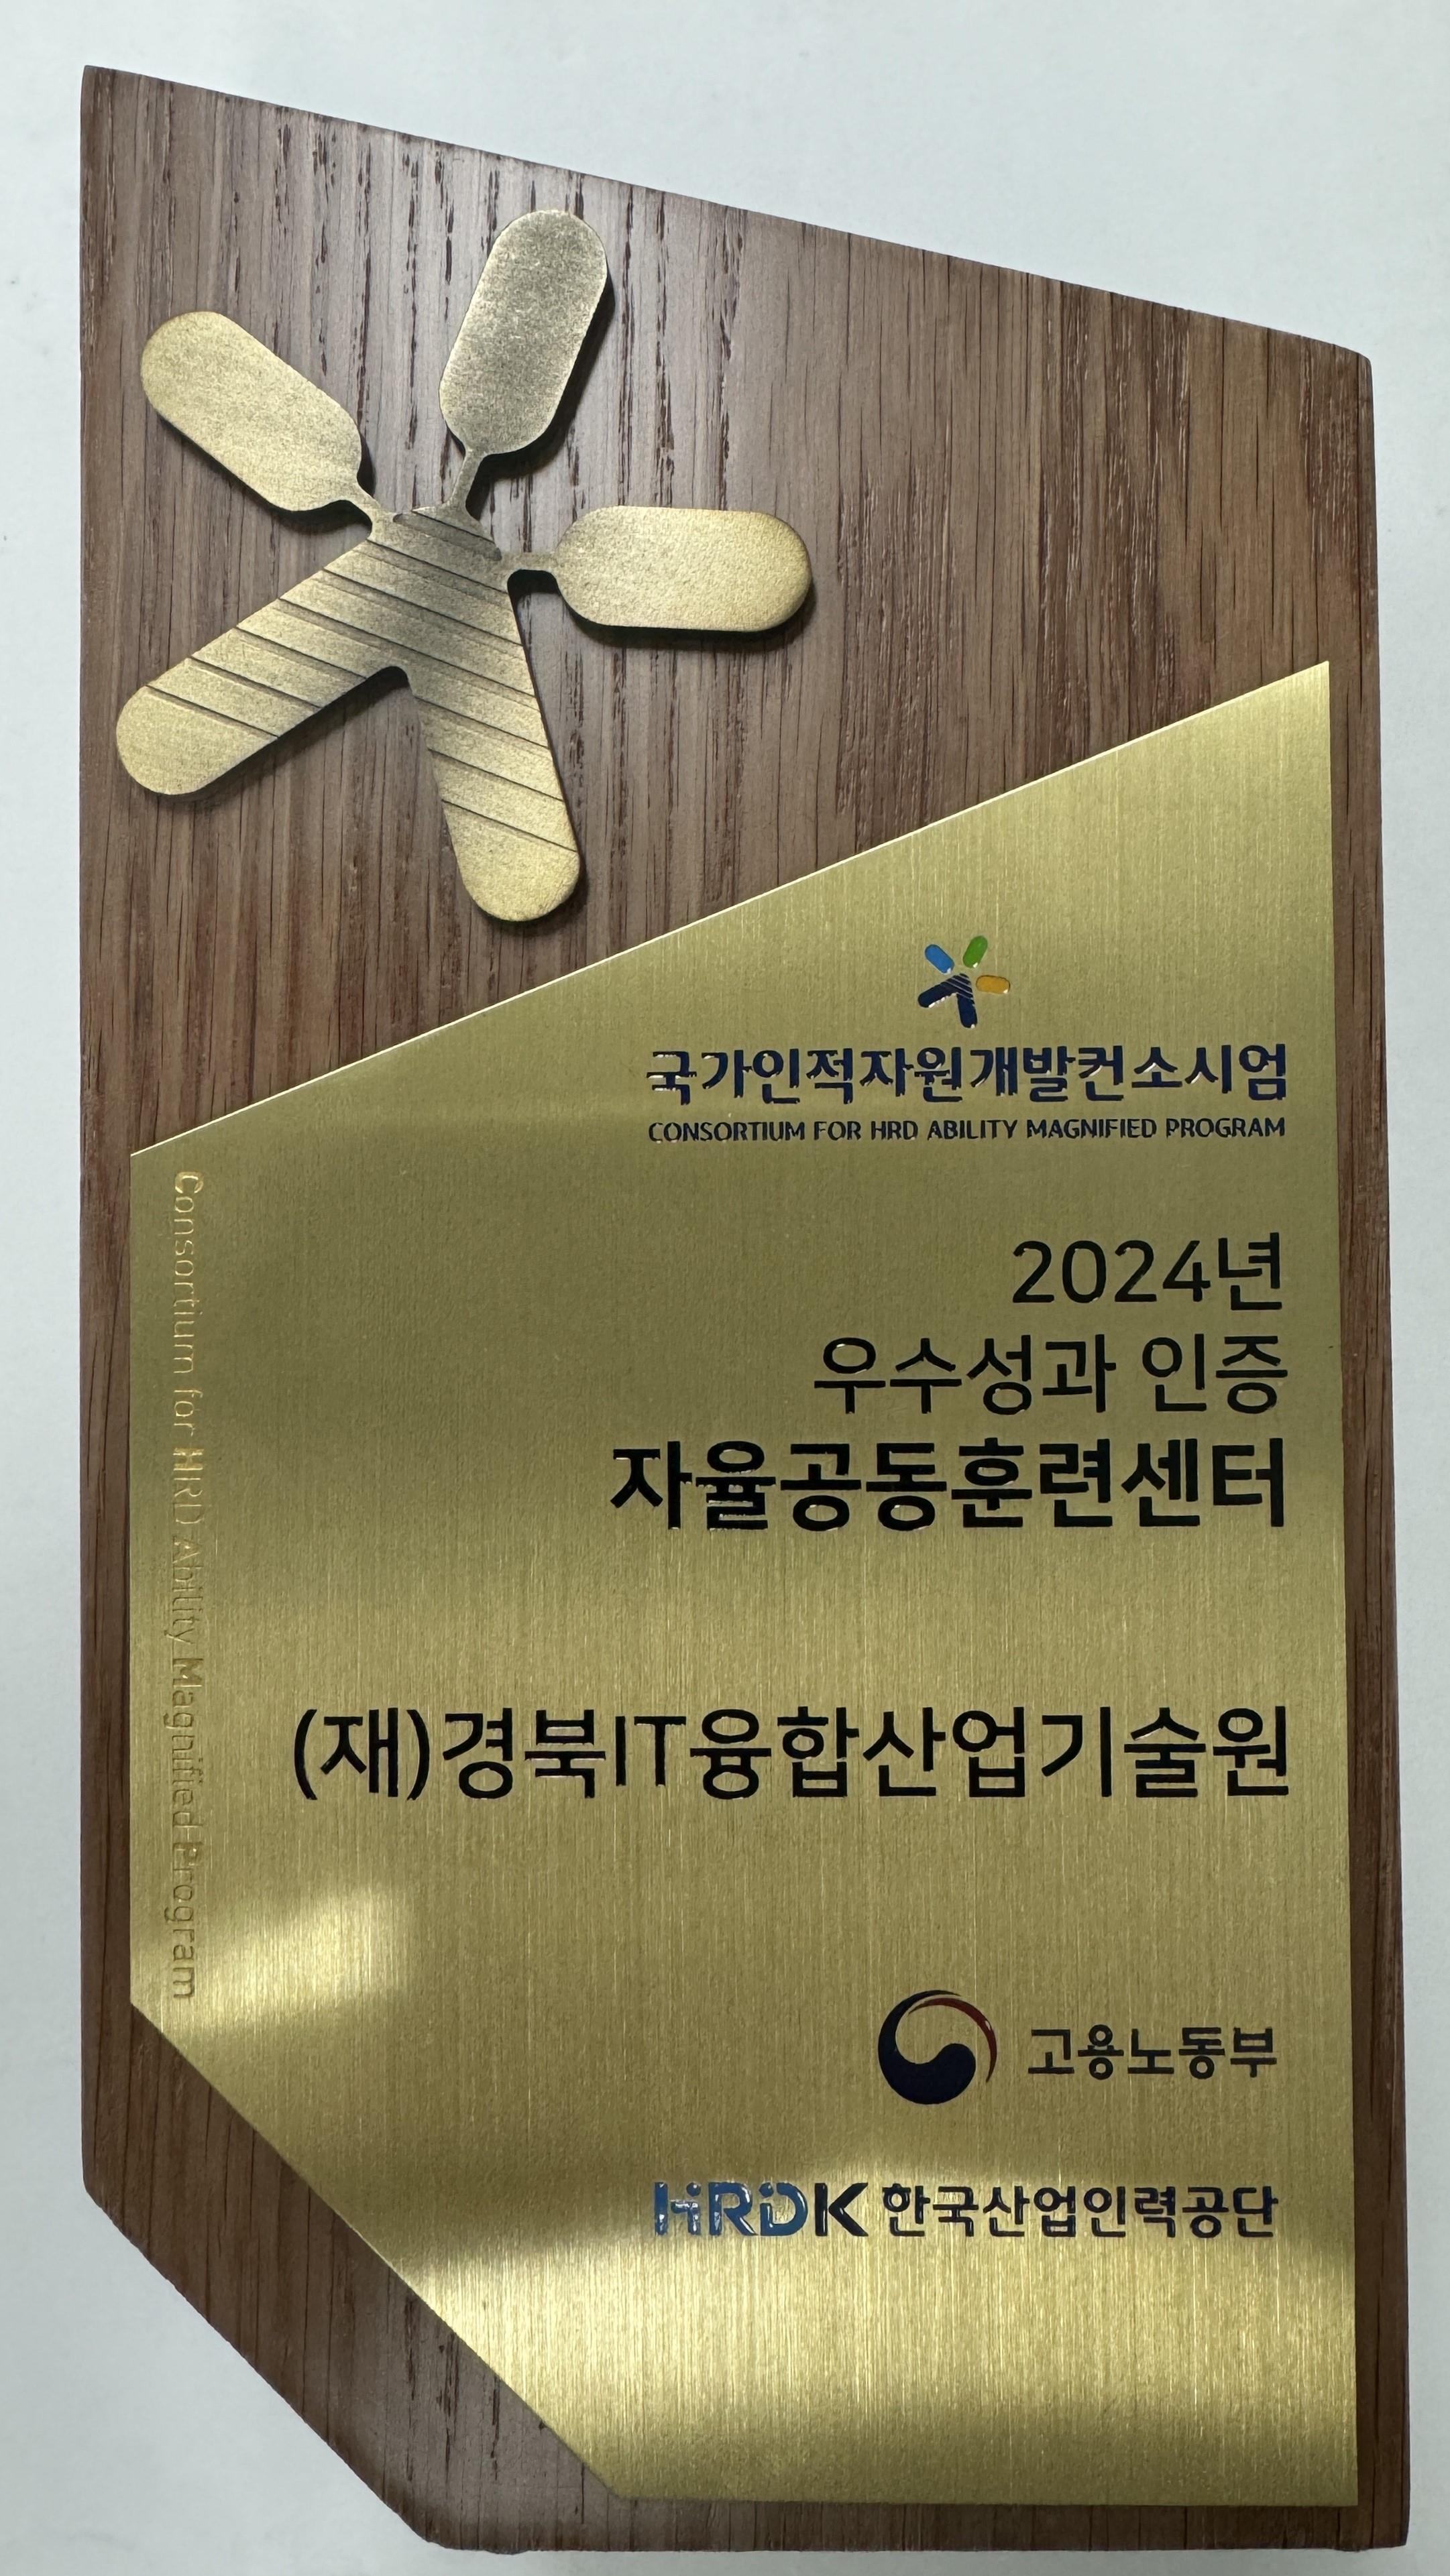 국가인적자원개발컨소시엄
CONSORTIUM FOR HRD ABILITY MAGNIFIED PROGRAM
2024년
우수성과 인증
자율공동훈련센터
(재)경북IT융합산업기술원
고용노동부
HRDK 한국산업인력공단
Consortium for HRD Ability Magnified Program